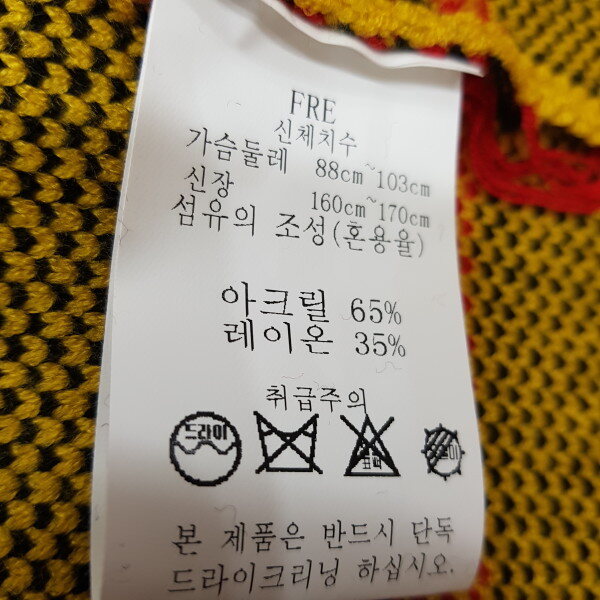 FRE
신체치수
가슴둘레 88cm~103cm
신장 160cm~170cm
섬유의 조성(혼용율)
아크릴 65%
레이온 35%
취급주의
드라이
표백
본 제품은 반드시 단독
드라이크리닝 하십시오.